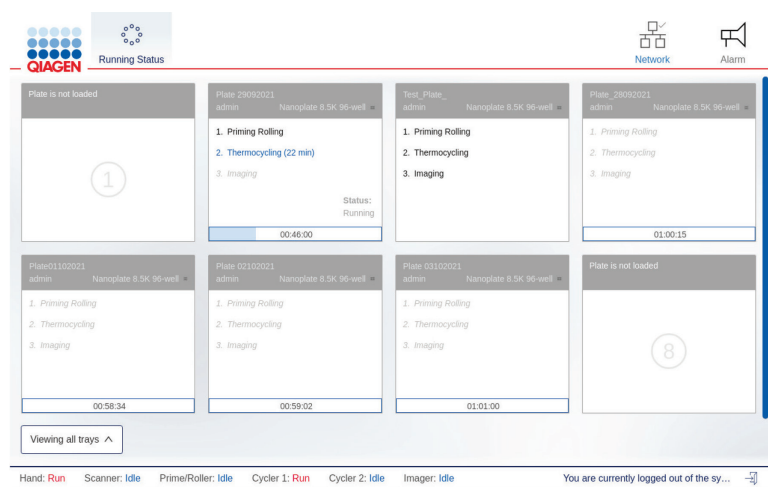 QIAGEN
Running Status
Network
Alarm
Plate is not loaded
1
Plate 29092021
admin Nanoplate 8.5K 96-well
1. Priming Rolling
2. Thermocycling (22 min)
3. Imaging
Status:
Running
00:46:00
Test_Plate_
admin Nanoplate 8.5K 96-well
1. Priming Rolling
2. Thermocycling
3. Imaging
Plate_28092021
admin Nanoplate 8.5K 96-well
1. Priming Rolling
2. Thermocycling
3. Imaging
01:00:15
Plate01102021
admin Nanoplate 8.5K 96-well
1. Priming Rolling
2. Thermocycling
3. Imaging
00:58:34
Plate 02102021
admin Nanoplate 8.5K 96-well
1. Priming Rolling
2. Thermocycling
3. Imaging
00:59:02
Plate 03102021
admin Nanoplate 8.5K 96-well
1. Priming Rolling
2. Thermocycling
3. Imaging
01:01:00
Plate is not loaded
8
Viewing all trays
Hand: Run Scanner: Idle Prime/Roller: Idle Cycler 1: Run Cycler 2: Idle Imager: Idle You are currently logged out of the sy...